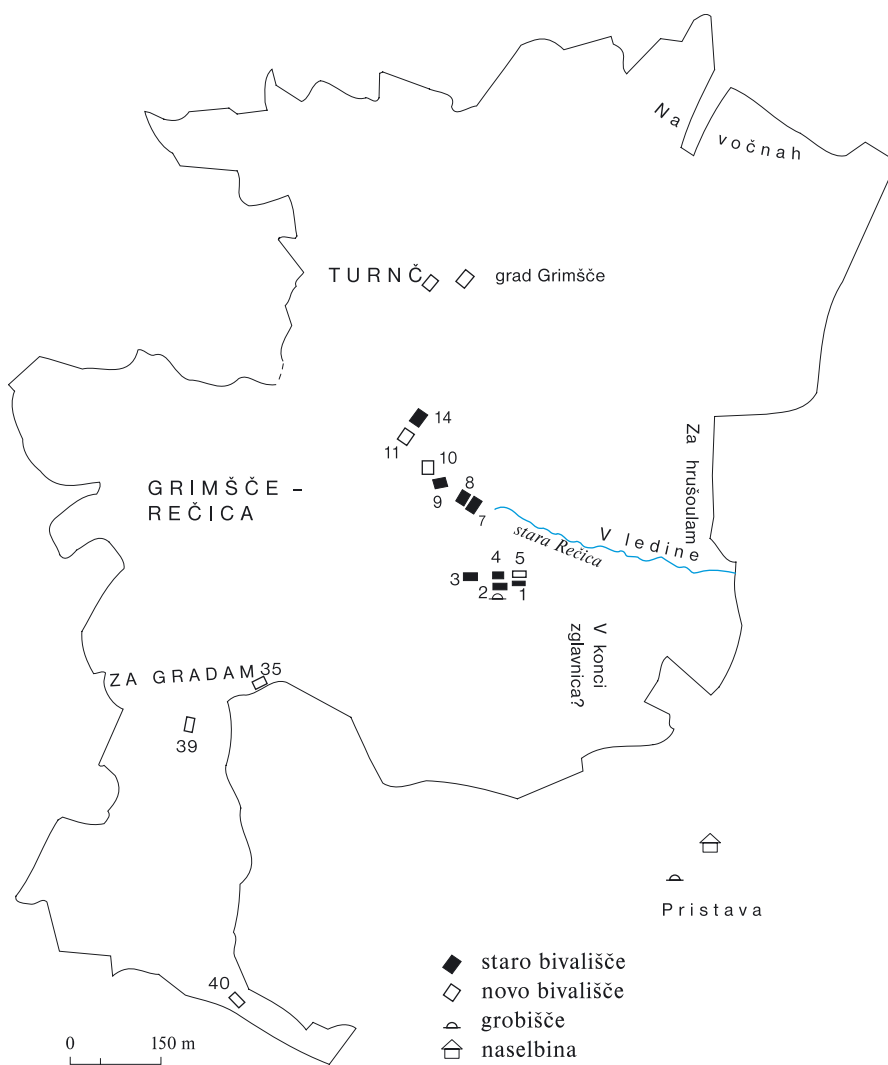 Na
vočnah
TURNČ
grad Grimšče
14
11
10
9
8
7
GRIMŠČE –
REČICA
Za hrušoulam
stara Rečica
V ledine
3
4
5
2
1
V konci
zglavnica?
ZA GRADAM
35
39
Pristava
40
staro bivališče
novo bivališče
grobišče
naselbina
0 150 m